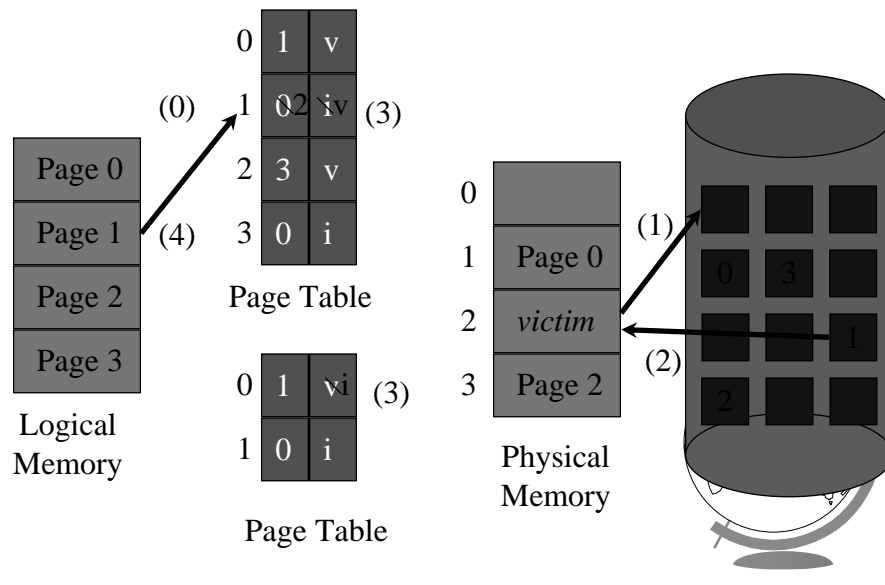 0 1 v
(0) 1 0 2 i v (3)
2 3 v
(4) 3 0 i
Page Table
Page 0
Page 1
Page 2
Page 3
Logical
Memory
0 1 v i (3)
1 0 i
Page Table
0
1 Page 0
2 victim
3 Page 2
Physical
Memory
(1)
(2)
0 3
1
2